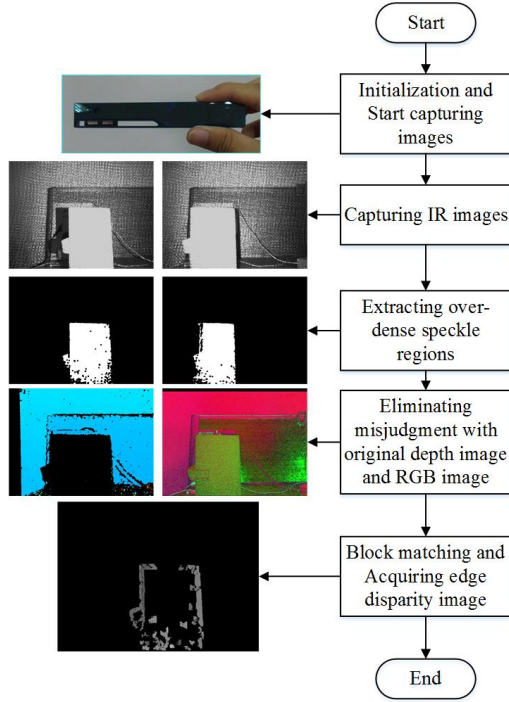 Start
Initialization and
Start capturing
images
Capturing IR images
Extracting over-
dense speckle
regions
Eliminating
misjudgment with
original depth image
and RGB image
Block matching and
Acquiring edge
disparity image
End